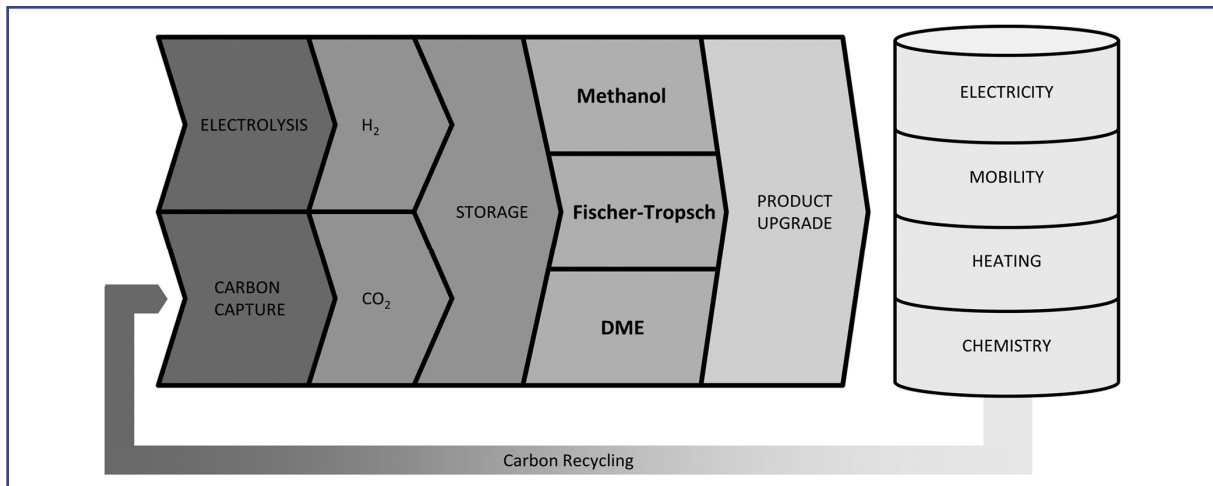 ELECTROLYSIS
H₂
CARBON
CAPTURE
CO₂
STORAGE
Methanol
Fischer-Tropsch
DME
PRODUCT
UPGRADE
ELECTRICITY
MOBILITY
HEATING
CHEMISTRY
Carbon Recycling